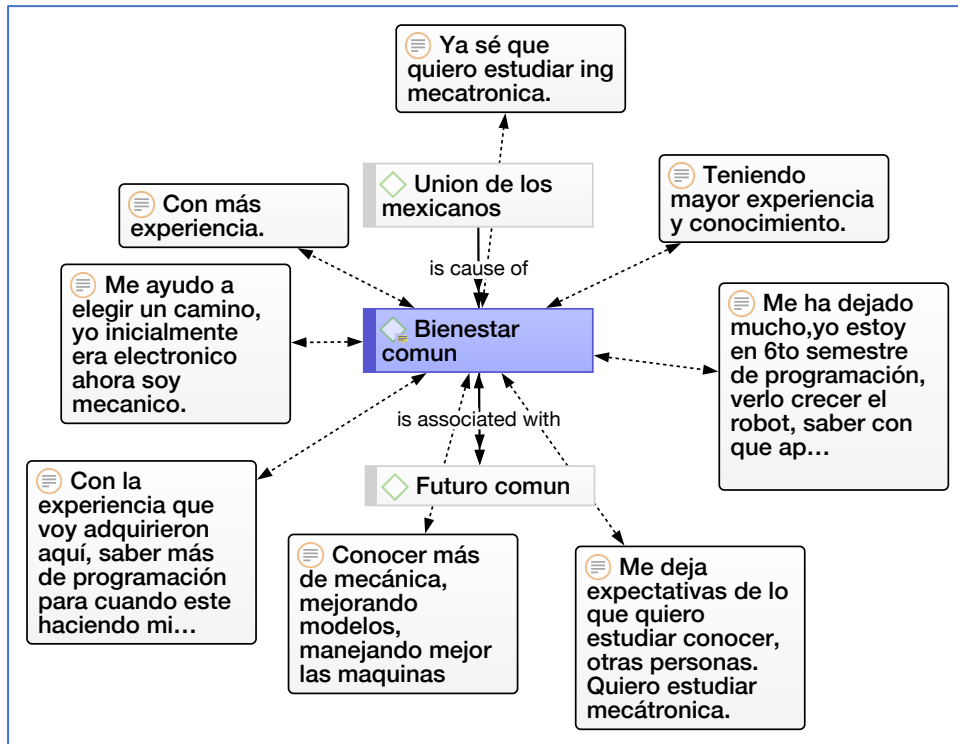 Ya sé que
quiero estudiar ing
mecatronica.
Union de los
mexicanos
Teniendo
mayor experiencia
y conocimiento.
Con más
experiencia.
is cause of
Me ayudo a
elegir un camino,
yo inicialmente
era electronico
ahora soy
mecanico.
Bienestar
comun
Me ha dejado
mucho,yo estoy
en 6to semestre
de programación,
verlo crecer el
robot, saber con
que ap...
is associated with
Futuro comun
Con la
experiencia que
voy adquirieron
aquí, saber más
de programación
para cuando este
haciendo mi...
Conocer más
de mecánica,
mejorando
modelos,
manejando mejor
las maquinas
Me deja
expectativas de lo
que quiero
estudiar conocer,
otras personas.
Quiero estudiar
mecátronica.